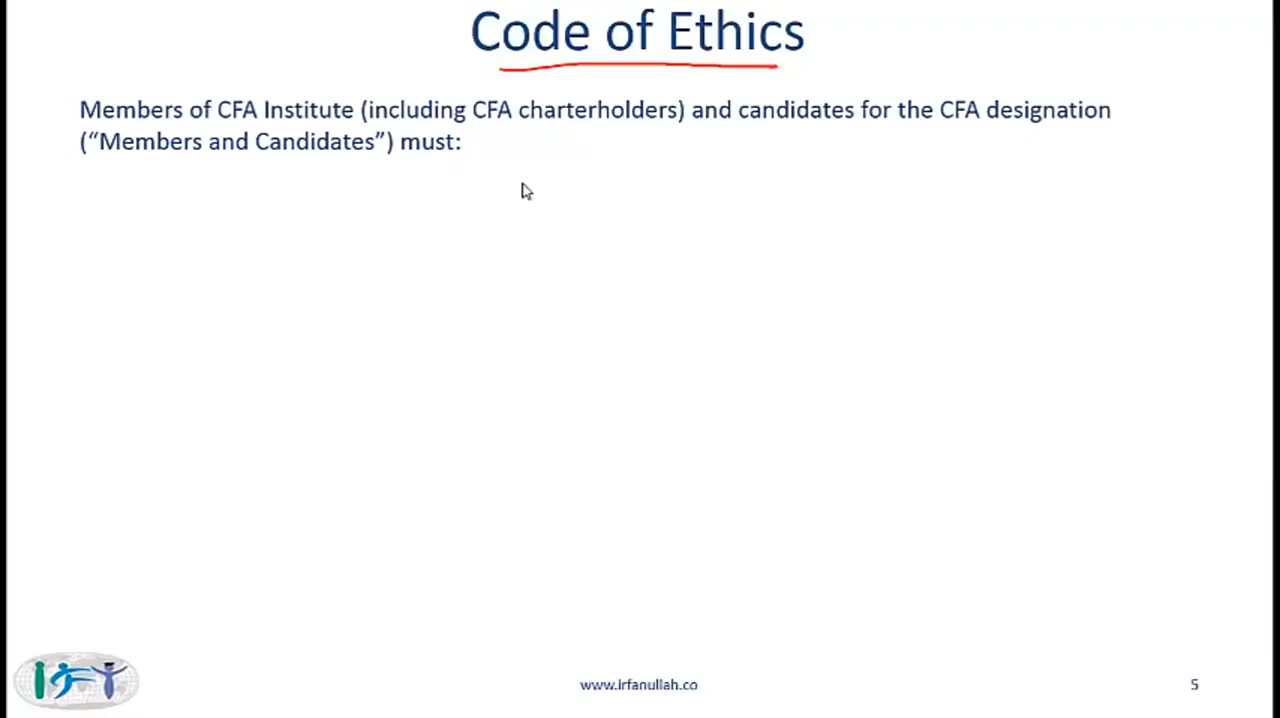 Code of Ethics
Members of CFA Institute (including CFA charterholders) and candidates for the CFA designation
(“Members and Candidates”) must:
IFT
www.irfanullah.co
5